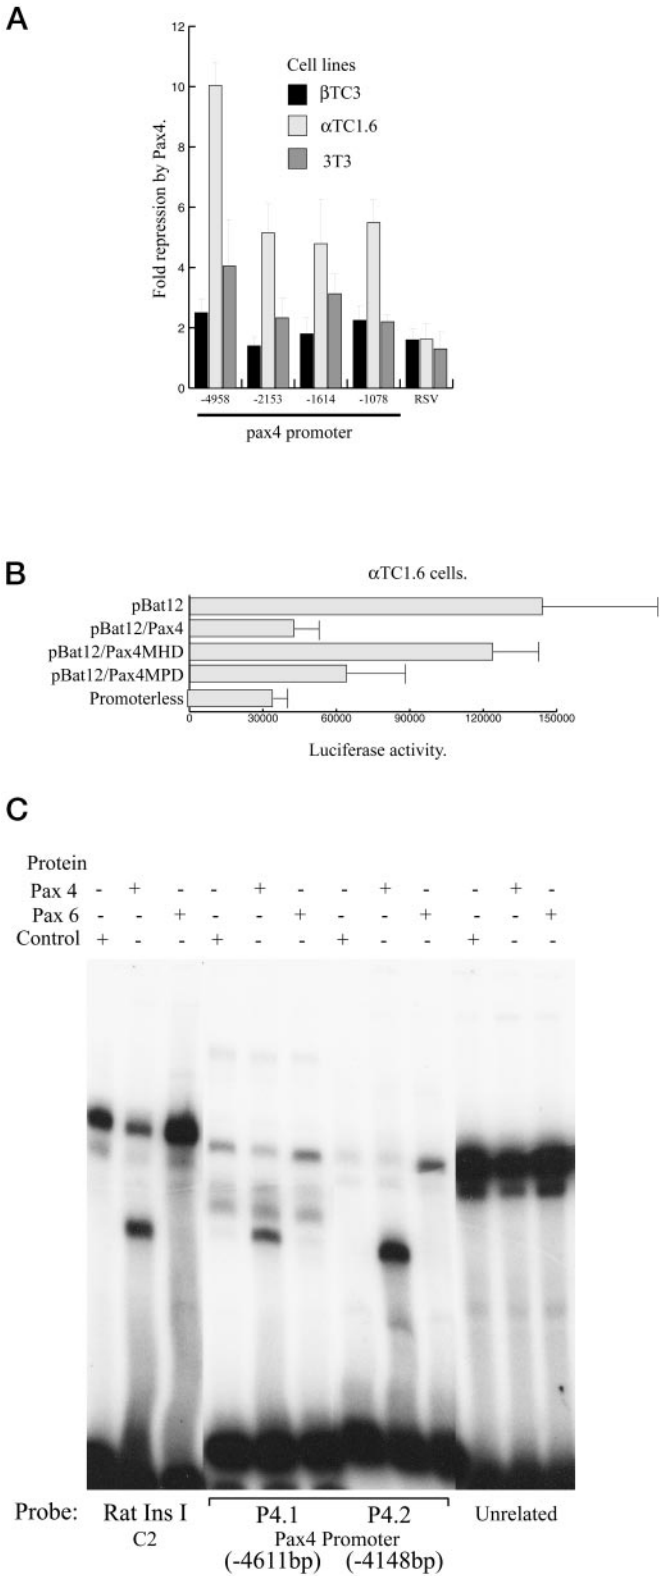 A
12
10
8
6
4
2
0
Fold repression by Pax4.
Cell lines
βTC3
αTC1.6
3T3
-4958 -2153 -1614 -1078 RSV
pax4 promoter
B
αTC1.6 cells.
pBat12
pBat12/Pax4
pBat12/Pax4MHD
pBat12/Pax4MPD
Promoterless
0 30000 60000 90000 120000 150000
Luciferase activity.
C
Protein
Pax 4 - + - - + - - + - - + -
Pax 6 - - + - - + - - + - - +
Control + - - + - - + - - + - -
Probe: Rat Ins I P4.1 P4.2 Unrelated
C2 Pax4 Promoter
(-4611bp) (-4148bp)